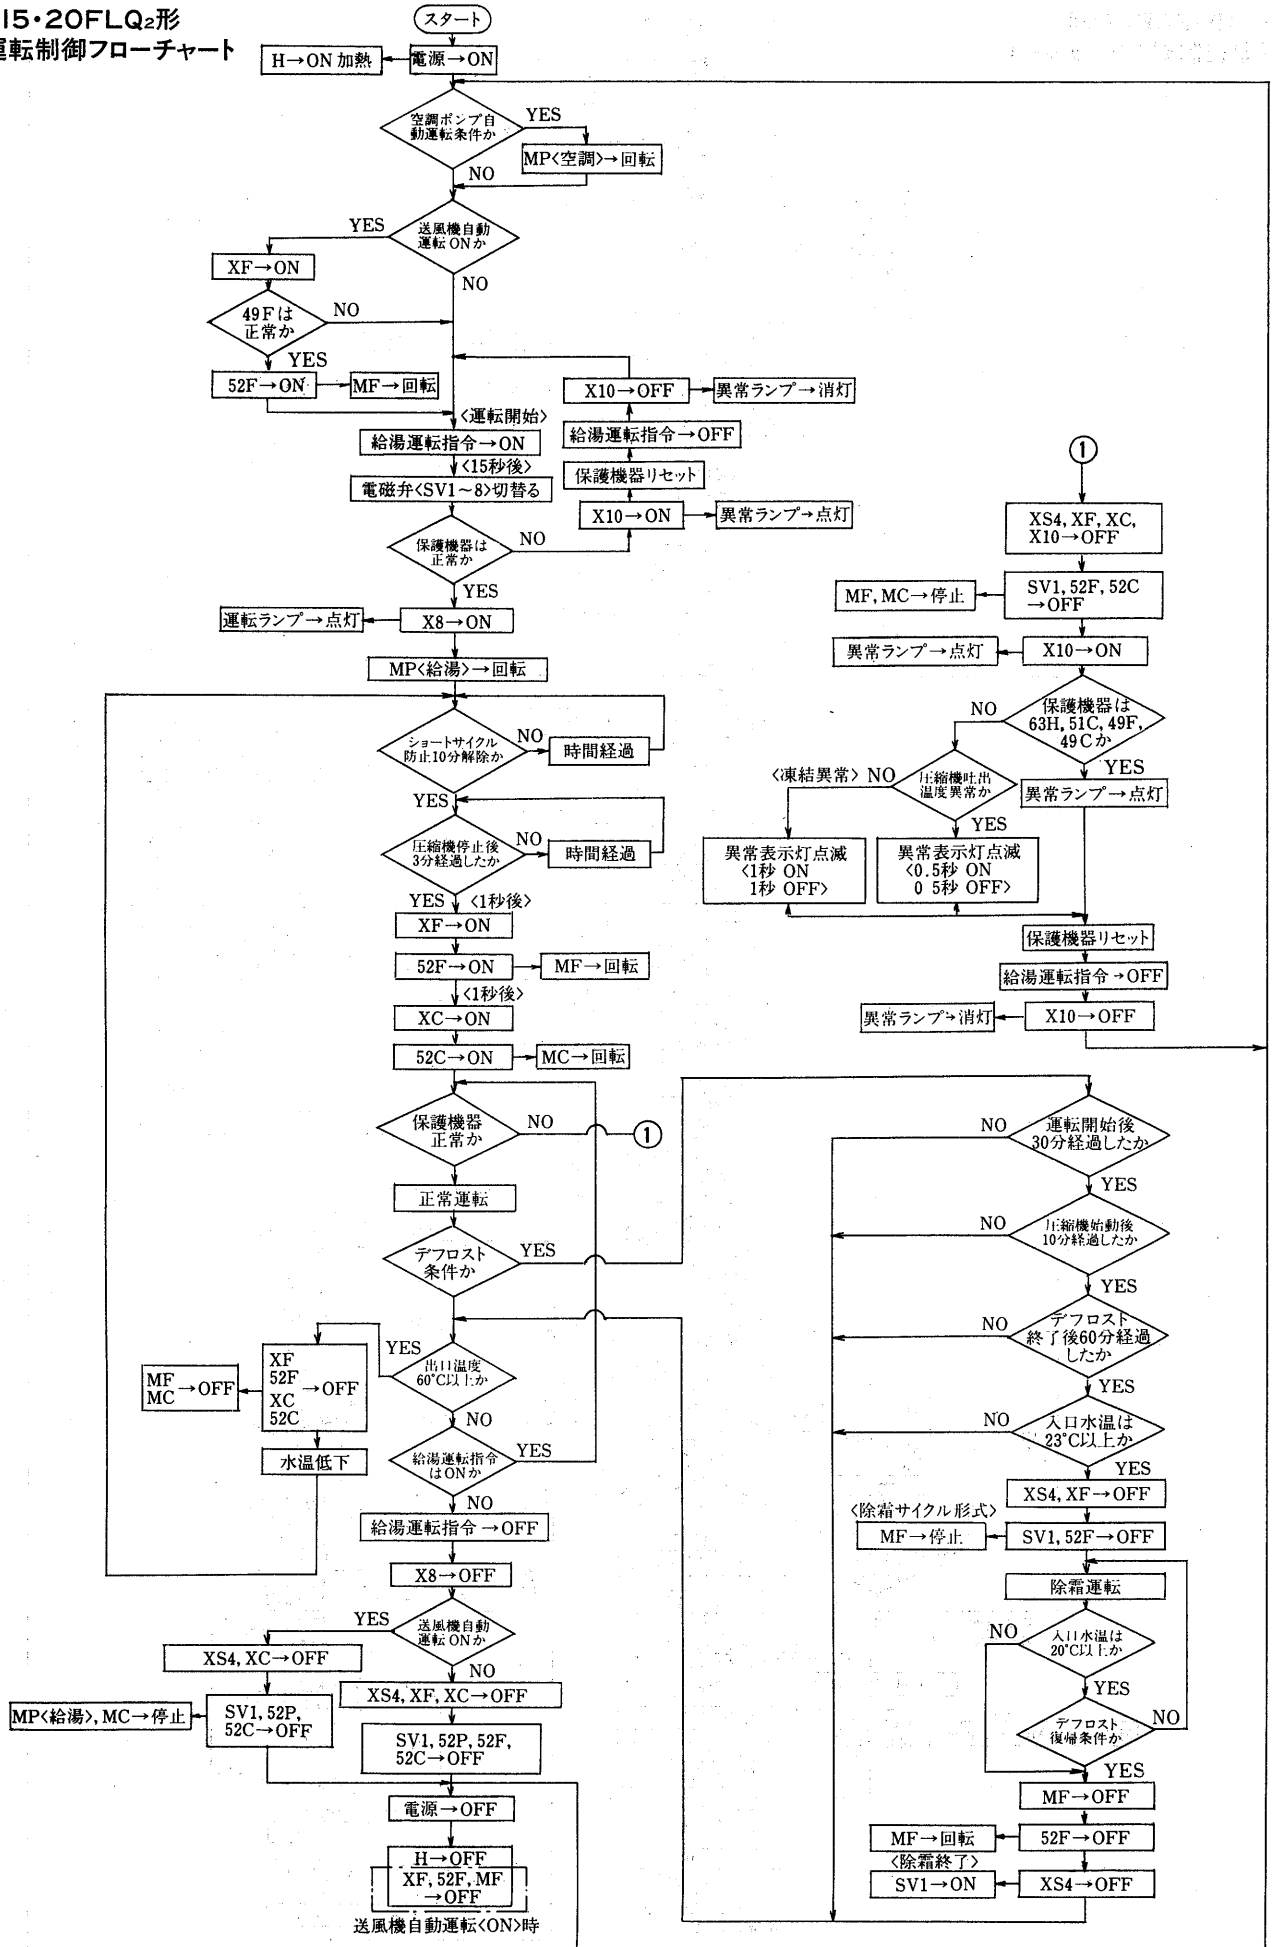 15・20FLQ₂形
運転制御フローチャート
スタート
H→ON 加熱
電源→ON
空調ポンプ自
動運転条件か
YES
MP<空調>→回転
NO
送風機自動
運転ONか
YES
NO
XF→ON
49Fは
正常か
NO
YES
52F→ON
MF→回転
<運転開始>
給湯運転指令→ON
<15秒後>
電磁弁<SV1~8>切替る
保護機器は
正常か
NO
YES
X10→OFF
異常ランプ→消灯
給湯運転指令→OFF
保護機器リセット
X10→ON
異常ランプ→点灯
運転ランプ→点灯
X8→ON
MP<給湯>→回転
ショートサイクル
防止10分解除か
NO
時間経過
YES
圧縮機停止後
3分経過したか
NO
時間経過
YES
<1秒後>
XF→ON
52F→ON
MF→回転
<1秒後>
XC→ON
52C→ON
MC→回転
保護機器
正常か
NO
①
正常運転
デフロスト
条件か
YES
出口温度
60°C以上か
YES
NO
XF
52F
XC
52C
→OFF
MF
MC
→OFF
水温低下
給湯運転指令
はONか
YES
NO
給湯運転指令→OFF
X8→OFF
送風機自動
運転ONか
YES
NO
XS4, XC→OFF
SV1, 52P,
52C→OFF
MP<給湯>, MC→停止
XS4, XF, XC→OFF
SV1, 52P, 52F,
52C→OFF
電源→OFF
H→OFF
XF, 52F, MF
→OFF
送風機自動運転<ON>時
①
XS4, XF, XC,
X10→OFF
SV1, 52F, 52C
→OFF
MF, MC→停止
X10→ON
異常ランプ→点灯
保護機器は
63H, 51C, 49F,
49Cか
NO
YES
圧縮機吐出
温度異常か
<凍結異常>
NO
YES
異常ランプ→点灯
異常表示灯点滅
<1秒 ON
1秒 OFF>
異常表示灯点滅
<0.5秒 ON
0 5秒 OFF>
保護機器リセット
給湯運転指令→OFF
異常ランプ→消灯
X10→OFF
運転開始後
30分経過したか
NO
YES
圧縮機始動後
10分経過したか
NO
YES
デフロスト
終了後60分経過
したか
NO
YES
入口水温は
23°C以上か
NO
YES
XS4, XF→OFF
<除霜サイクル形式>
MF→停止
SV1, 52F→OFF
除霜運転
入口水温は
20°C以上か
NO
YES
デフロスト
復帰条件か
NO
YES
MF→OFF
MF→回転
52F→OFF
<除霜終了>
SV1→ON
XS4→OFF